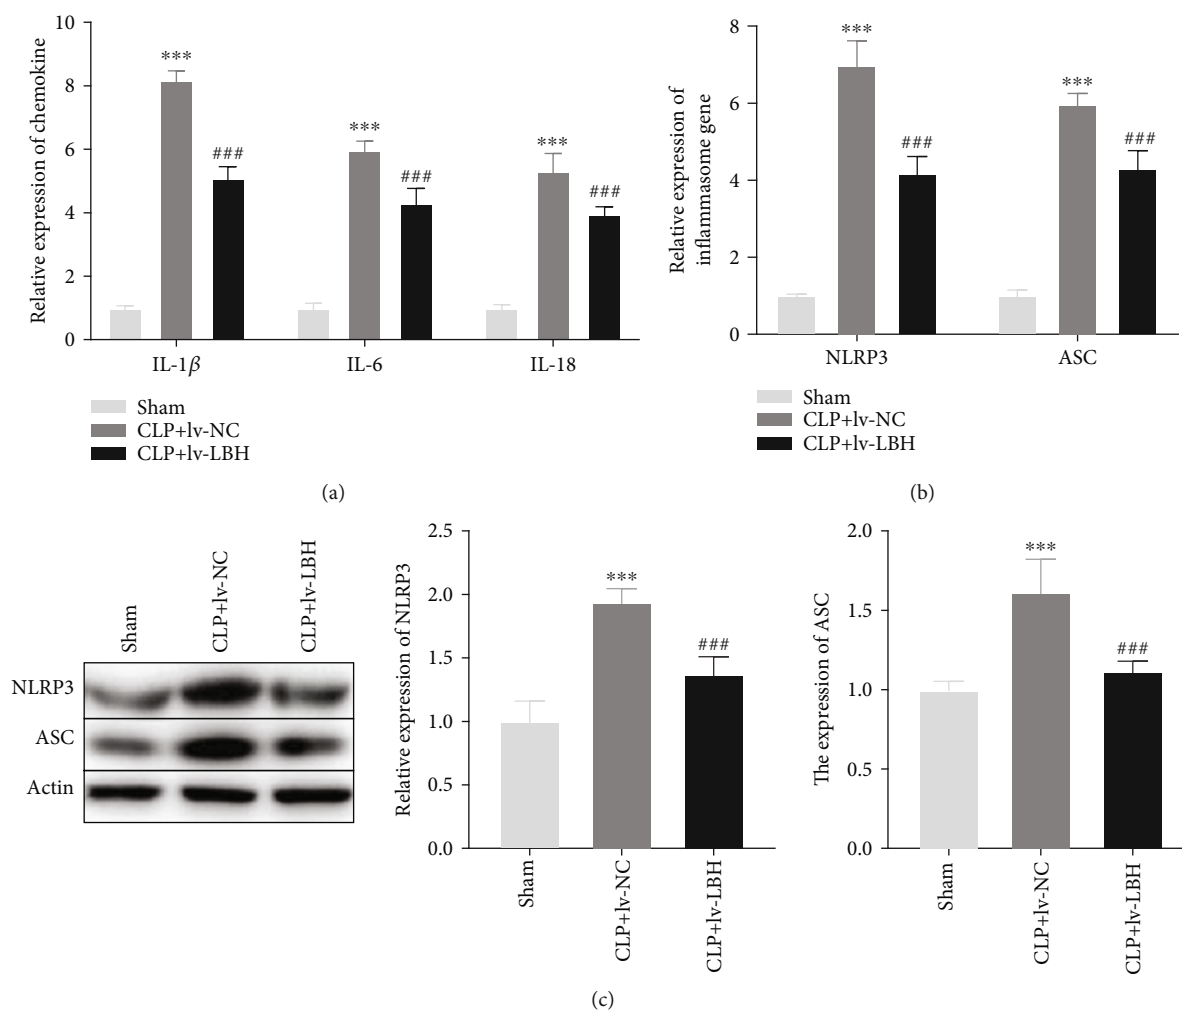 Relative expression of chemokine
10
8
6
4
2
0
***
###
***
###
***
###
IL-1β
IL-6
IL-18
Sham
CLP+lv-NC
CLP+lv-LBH
(a)
Relative expression of
inflammasome gene
8
6
4
2
0
***
###
***
###
NLRP3
ASC
Sham
CLP+lv-NC
CLP+lv-LBH
(b)
Sham
CLP+lv-NC
CLP+lv-LBH
NLRP3
ASC
Actin
Relative expression of NLRP3
2.5
2.0
1.5
1.0
0.5
0.0
***
###
Sham
CLP+lv-NC
CLP+lv-LBH
The expression of ASC
2.0
1.5
1.0
0.5
0.0
***
###
Sham
CLP+lv-NC
CLP+lv-LBH
(c)